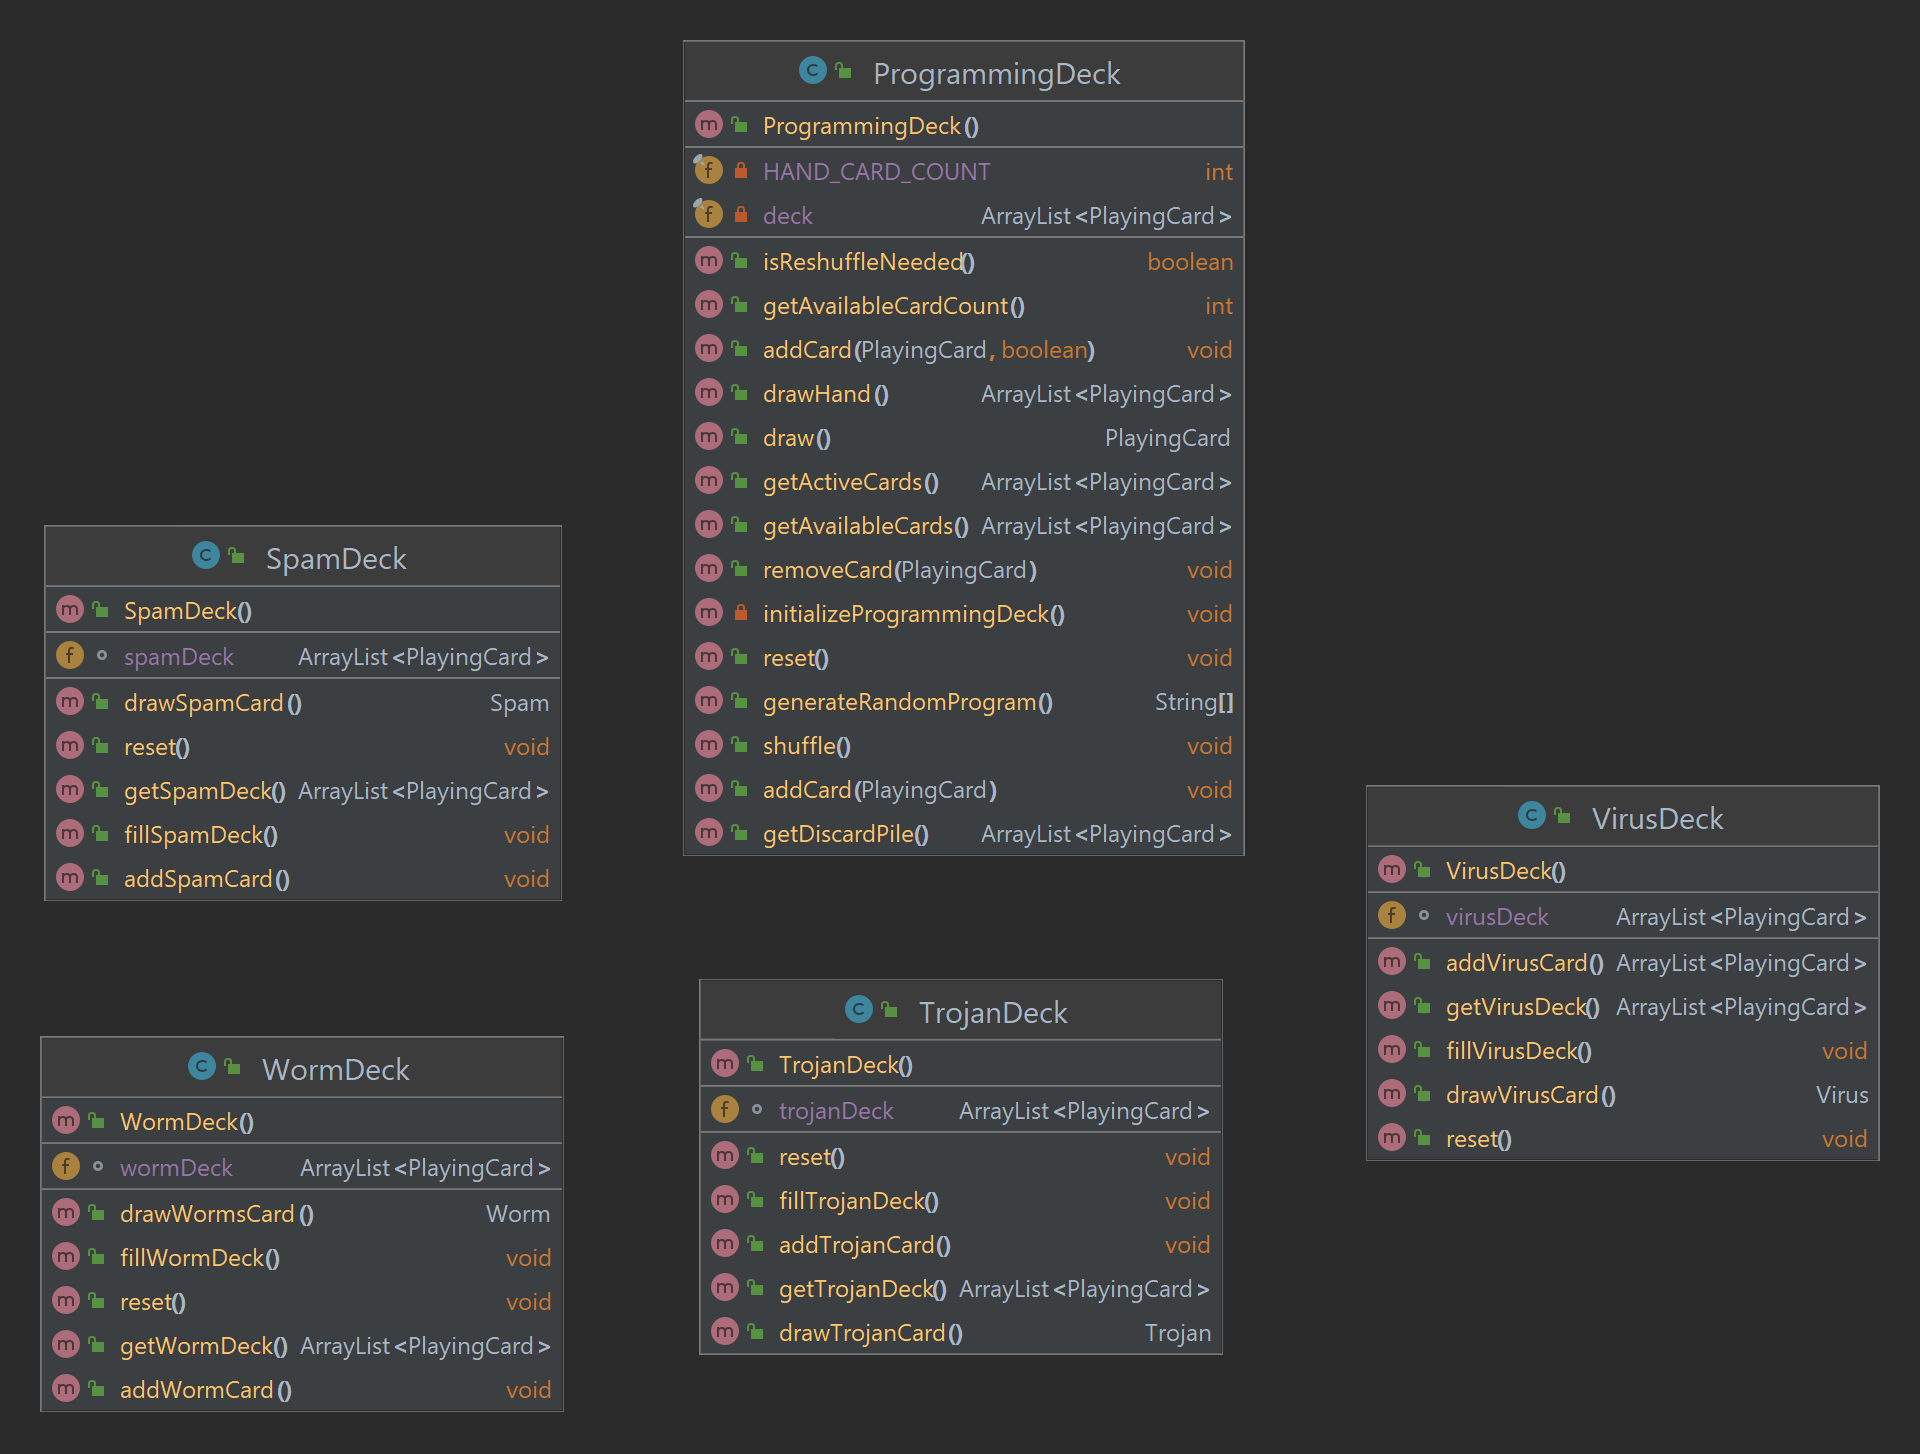 ProgrammingDeck
ProgrammingDeck()
HAND_CARD_COUNT int
deck ArrayList<PlayingCard>
isReshuffleNeeded() boolean
getAvailableCardCount() int
addCard(PlayingCard, boolean) void
drawHand() ArrayList<PlayingCard>
draw() PlayingCard
getActiveCards() ArrayList<PlayingCard>
getAvailableCards() ArrayList<PlayingCard>
removeCard(PlayingCard) void
initializeProgrammingDeck() void
reset() void
generateRandomProgram() String[]
shuffle() void
addCard(PlayingCard) void
getDiscardPile() ArrayList<PlayingCard>
SpamDeck
SpamDeck()
spamDeck ArrayList<PlayingCard>
drawSpamCard() Spam
reset() void
getSpamDeck() ArrayList<PlayingCard>
fillSpamDeck() void
addSpamCard() void
VirusDeck
VirusDeck()
virusDeck ArrayList<PlayingCard>
addVirusCard() ArrayList<PlayingCard>
getVirusDeck() ArrayList<PlayingCard>
fillVirusDeck() void
drawVirusCard() Virus
reset() void
TrojanDeck
TrojanDeck()
trojanDeck ArrayList<PlayingCard>
reset() void
fillTrojanDeck() void
addTrojanCard() void
getTrojanDeck() ArrayList<PlayingCard>
drawTrojanCard() Trojan
WormDeck
WormDeck()
wormDeck ArrayList<PlayingCard>
drawWormsCard() Worm
fillWormDeck() void
reset() void
getWormDeck() ArrayList<PlayingCard>
addWormCard() void